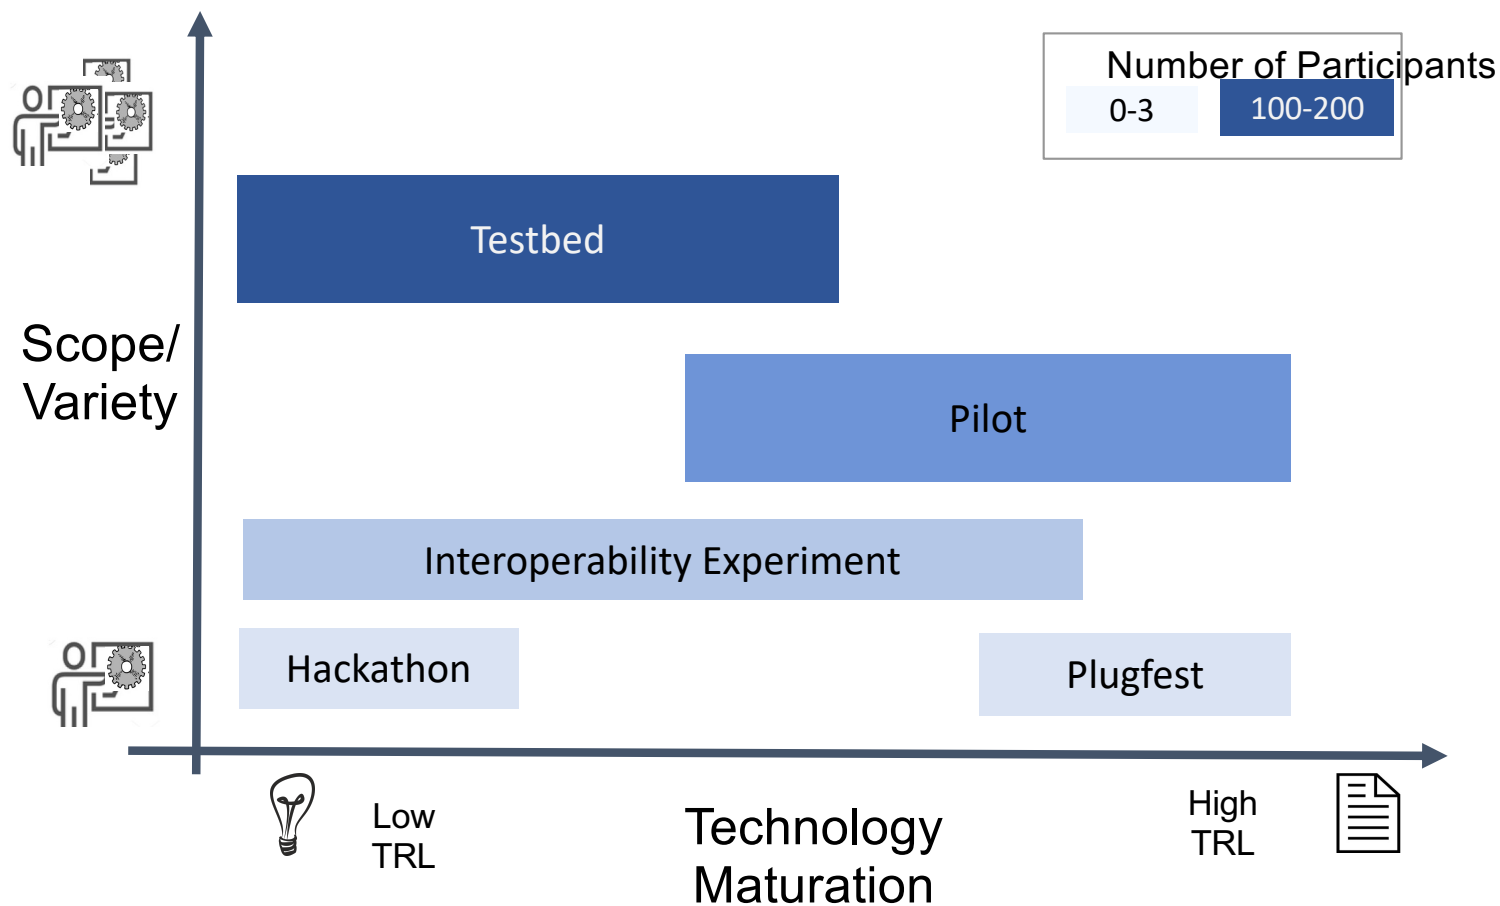 Number of Participants
0-3
100-200
Testbed
Scope/
Variety
Pilot
Interoperability Experiment
Hackathon
Plugfest
Low
TRL
Technology
Maturation
High
TRL